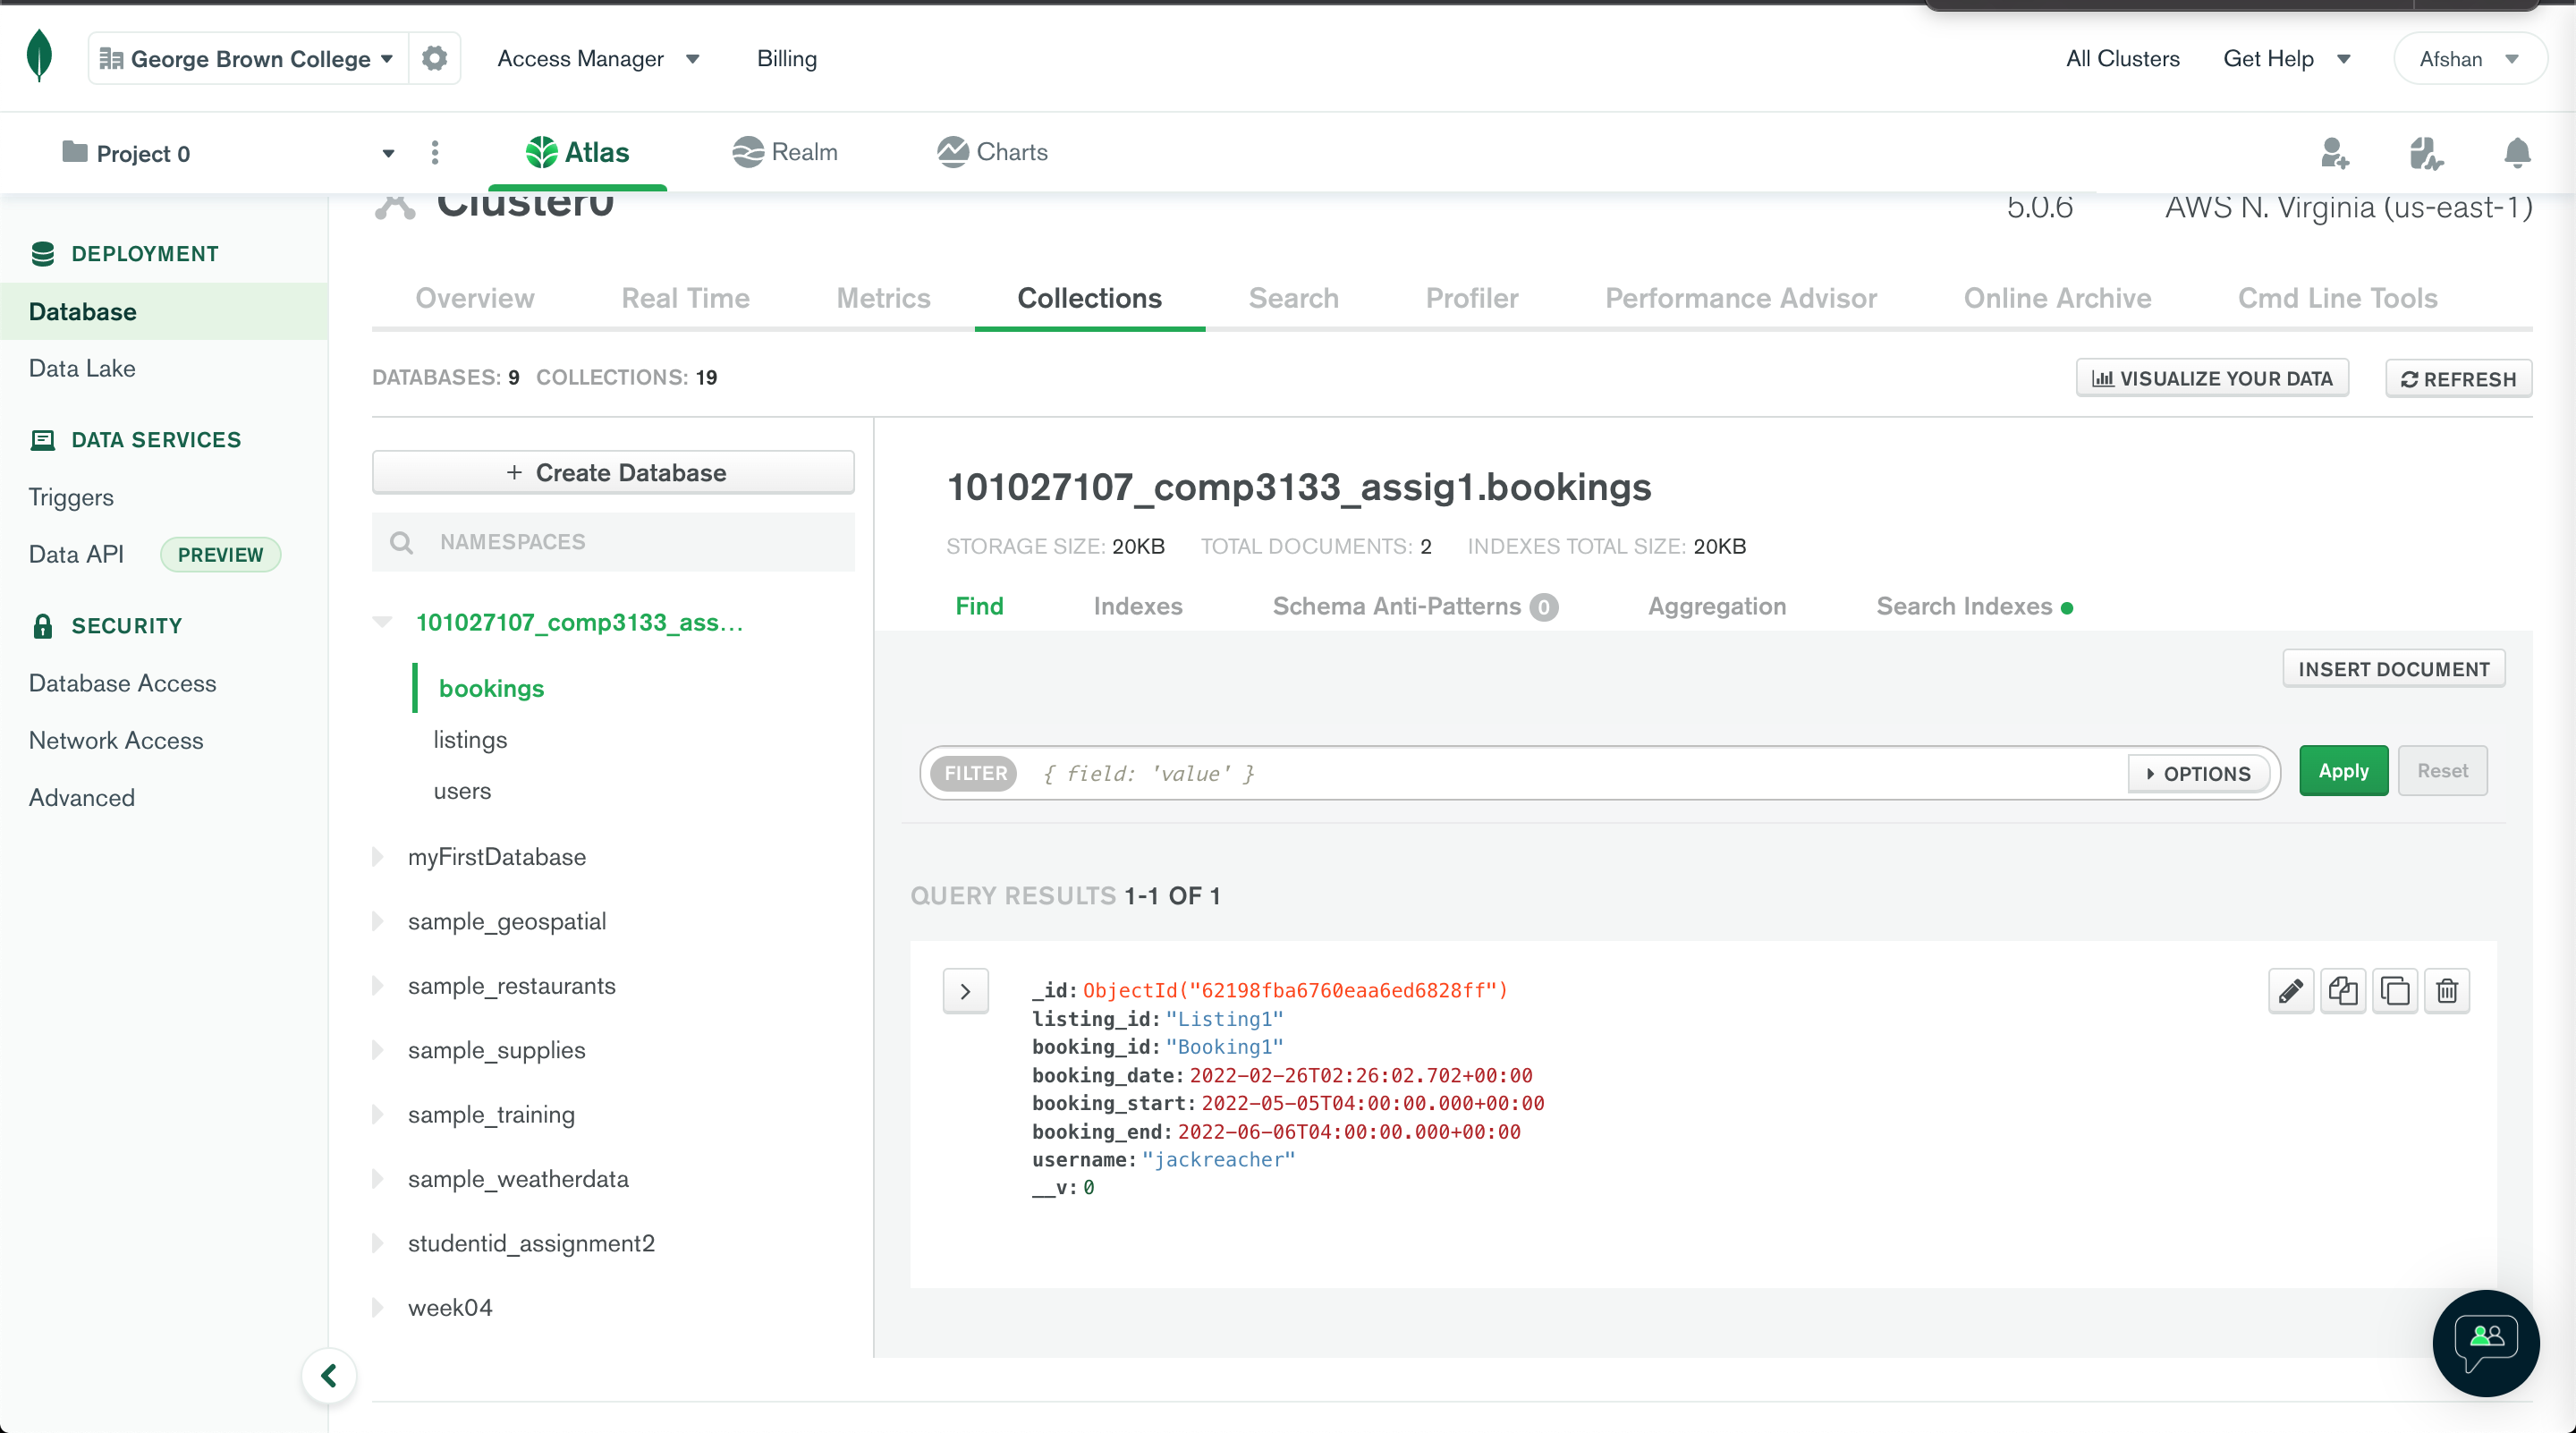 George Brown College
Access Manager
Billing
All Clusters
Get Help
Afshan
Project 0
Atlas
Realm
Charts
Cluster0
5.0.6
AWS N. Virginia (us-east-1)
DEPLOYMENT
Database
Data Lake
DATA SERVICES
Triggers
Data API PREVIEW
SECURITY
Database Access
Network Access
Advanced
Overview
Real Time
Metrics
Collections
Search
Profiler
Performance Advisor
Online Archive
Cmd Line Tools
DATABASES: 9 COLLECTIONS: 19
VISUALIZE YOUR DATA
REFRESH
+ Create Database
NAMESPACES
101027107_comp3133_ass...
bookings
listings
users
myFirstDatabase
sample_geospatial
sample_restaurants
sample_supplies
sample_training
sample_weatherdata
studentid_assignment2
week04
101027107_comp3133_assig1.bookings
STORAGE SIZE: 20KB TOTAL DOCUMENTS: 2 INDEXES TOTAL SIZE: 20KB
Find
Indexes
Schema Anti-Patterns 0
Aggregation
Search Indexes
INSERT DOCUMENT
FILTER { field: 'value' }
OPTIONS
Apply
Reset
QUERY RESULTS 1-1 OF 1
_id: ObjectId("62198fba6760eaa6ed6828ff")
listing_id: "Listing1"
booking_id: "Booking1"
booking_date: 2022-02-26T02:26:02.702+00:00
booking_start: 2022-05-05T04:00:00.000+00:00
booking_end: 2022-06-06T04:00:00.000+00:00
username: "jackreacher"
__v: 0